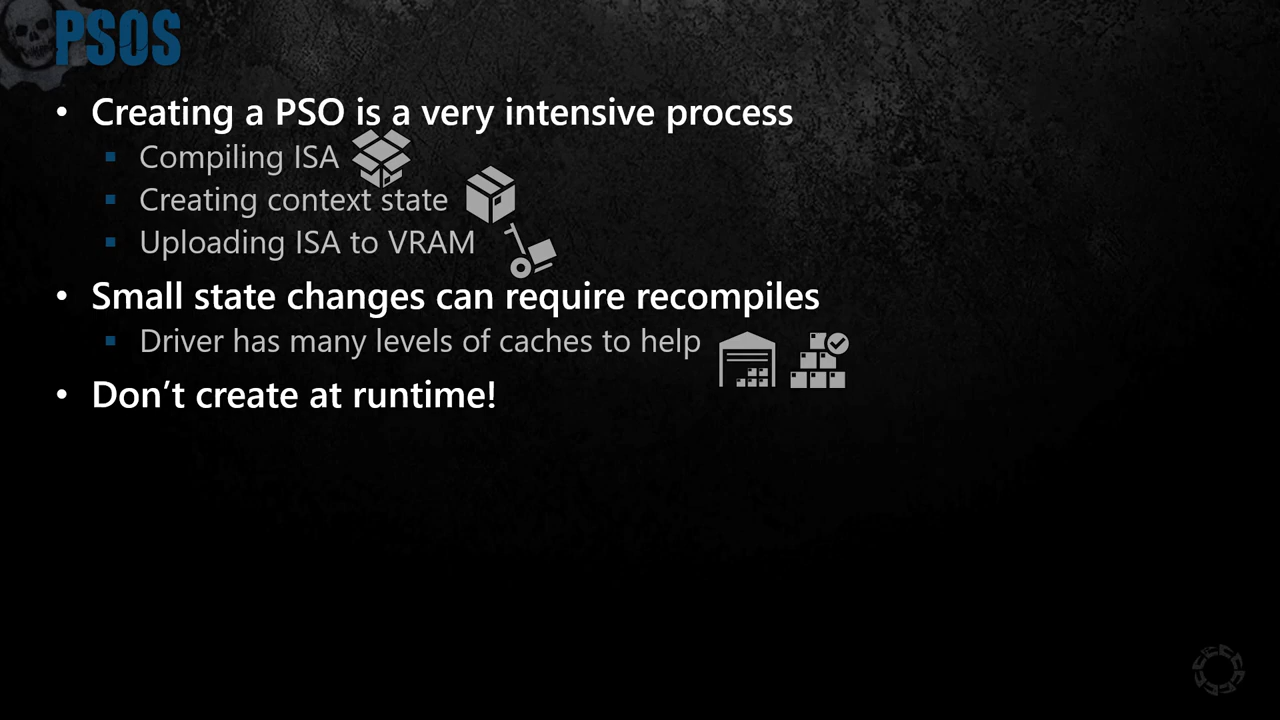 PSOS
• Creating a PSO is a very intensive process
▪ Compiling ISA
▪ Creating context state
▪ Uploading ISA to VRAM
• Small state changes can require recompiles
▪ Driver has many levels of caches to help
• Don’t create at runtime!